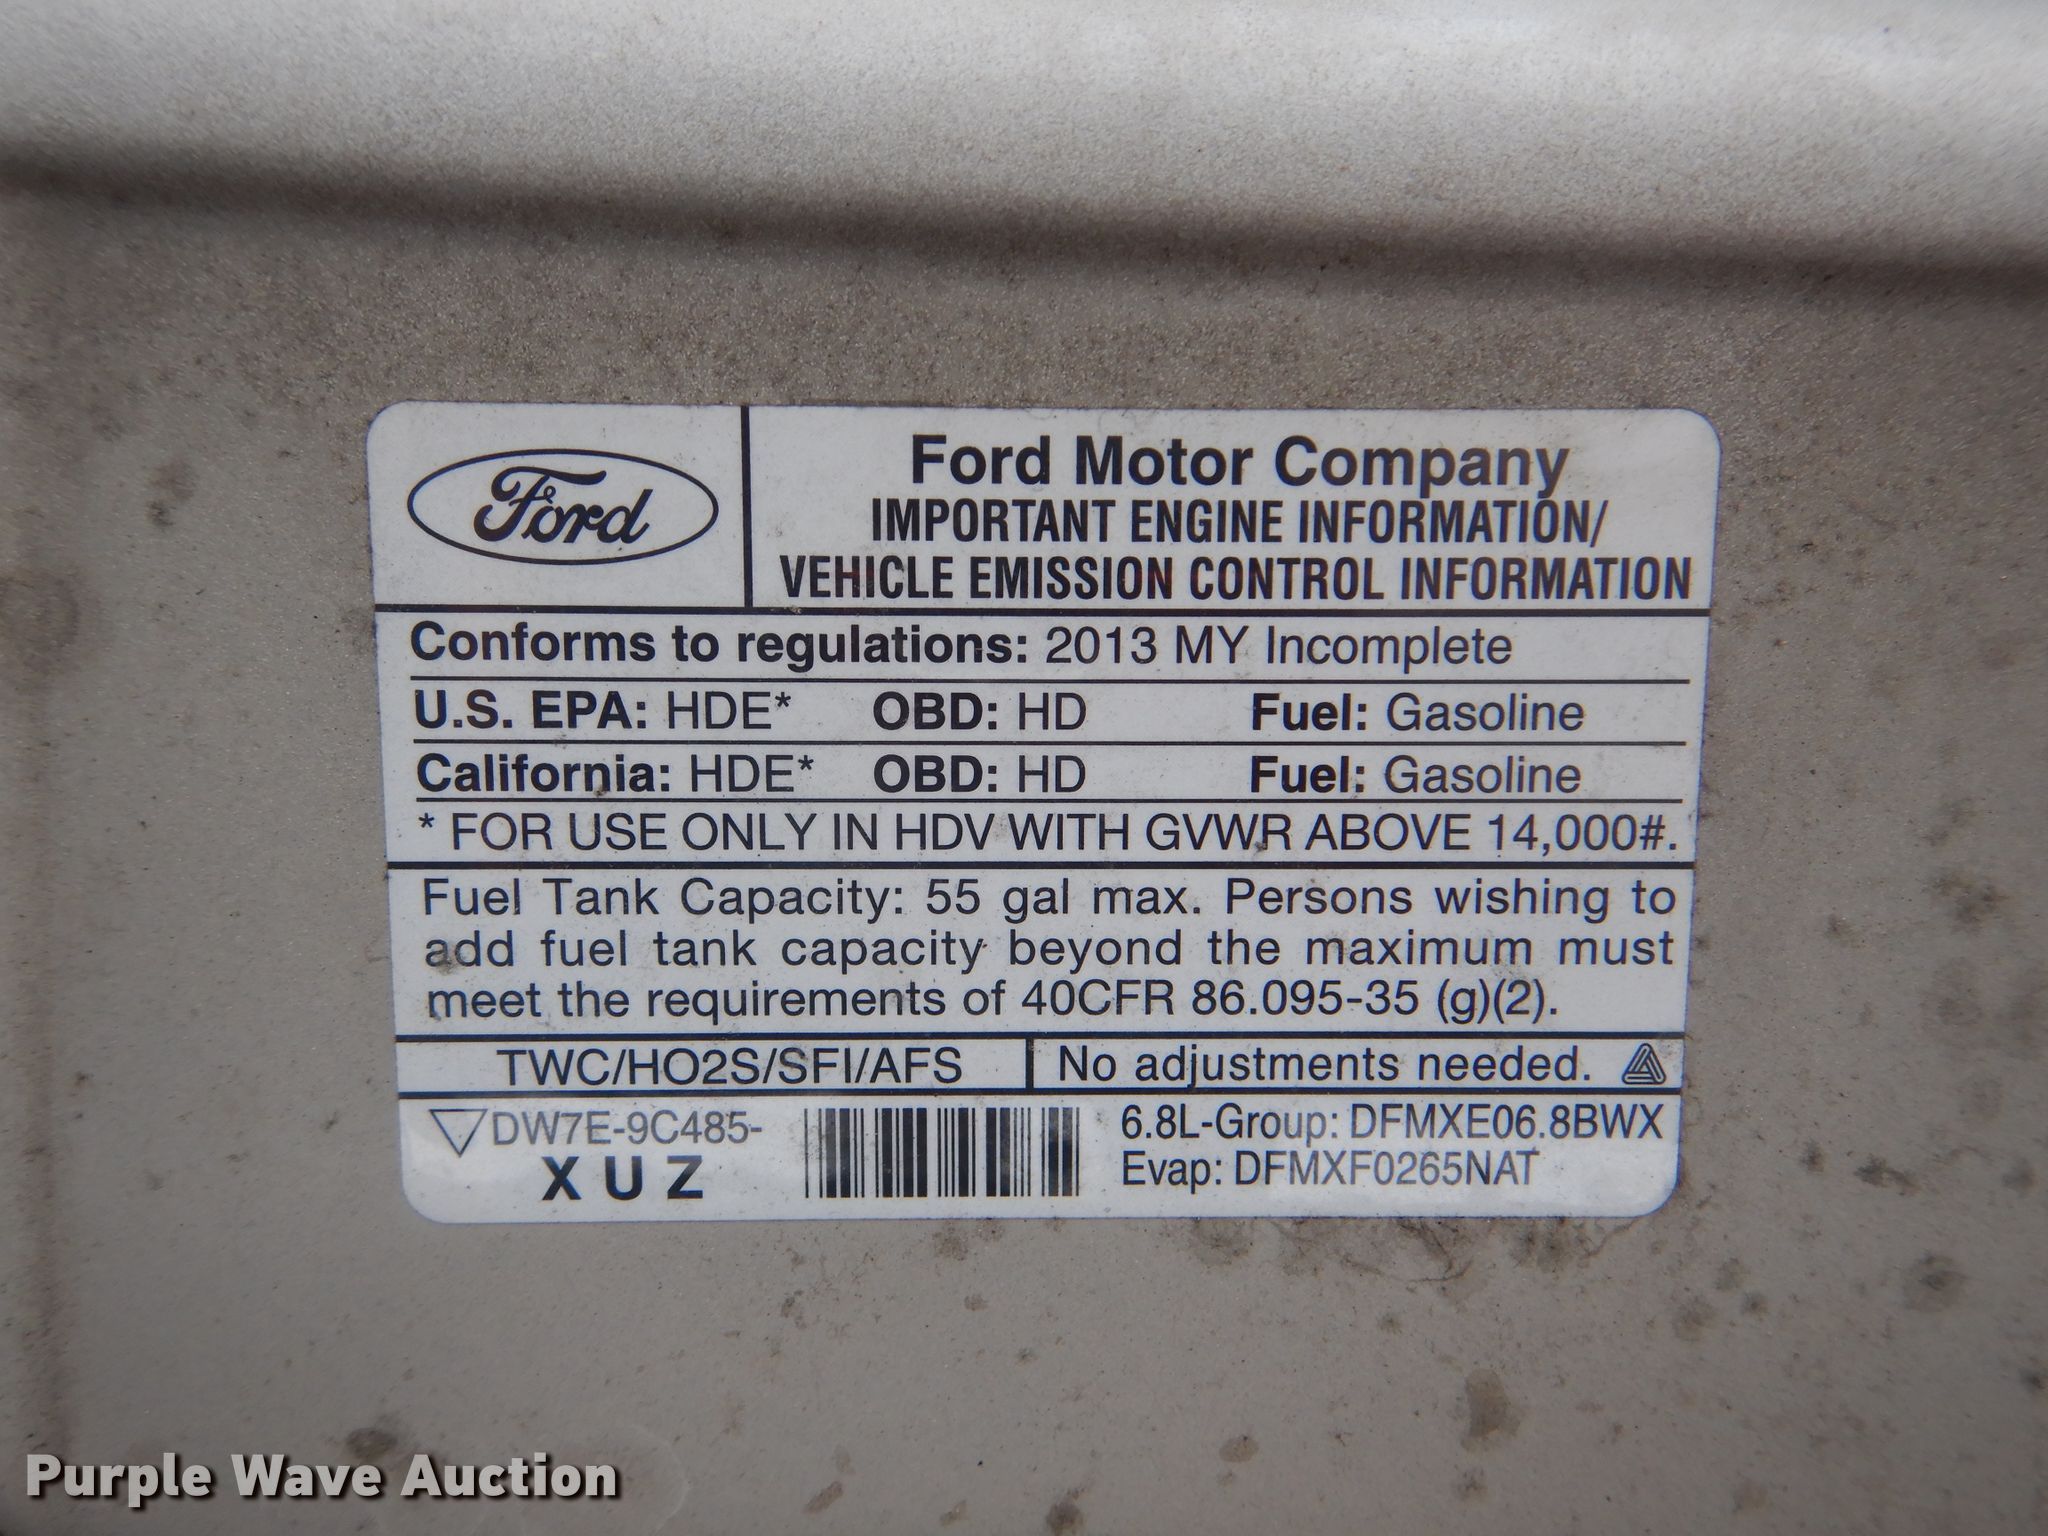 Ford
Ford Motor Company
IMPORTANT ENGINE INFORMATION/
VEHICLE EMISSION CONTROL INFORMATION
Conforms to regulations: 2013 MY Incomplete
U.S. EPA: HDE* OBD: HD Fuel: Gasoline
California: HDE* OBD: HD Fuel: Gasoline
* FOR USE ONLY IN HDV WITH GVWR ABOVE 14,000#.
Fuel Tank Capacity: 55 gal max. Persons wishing to
add fuel tank capacity beyond the maximum must
meet the requirements of 40CFR 86.095-35 (g)(2).
TWC/HO2S/SFI/AFS
No adjustments needed.
DW7E-9C485-
X U Z
6.8L-Group: DFMXE06.8BWX
Evap: DFMXF0265NAT
Purple Wave Auction